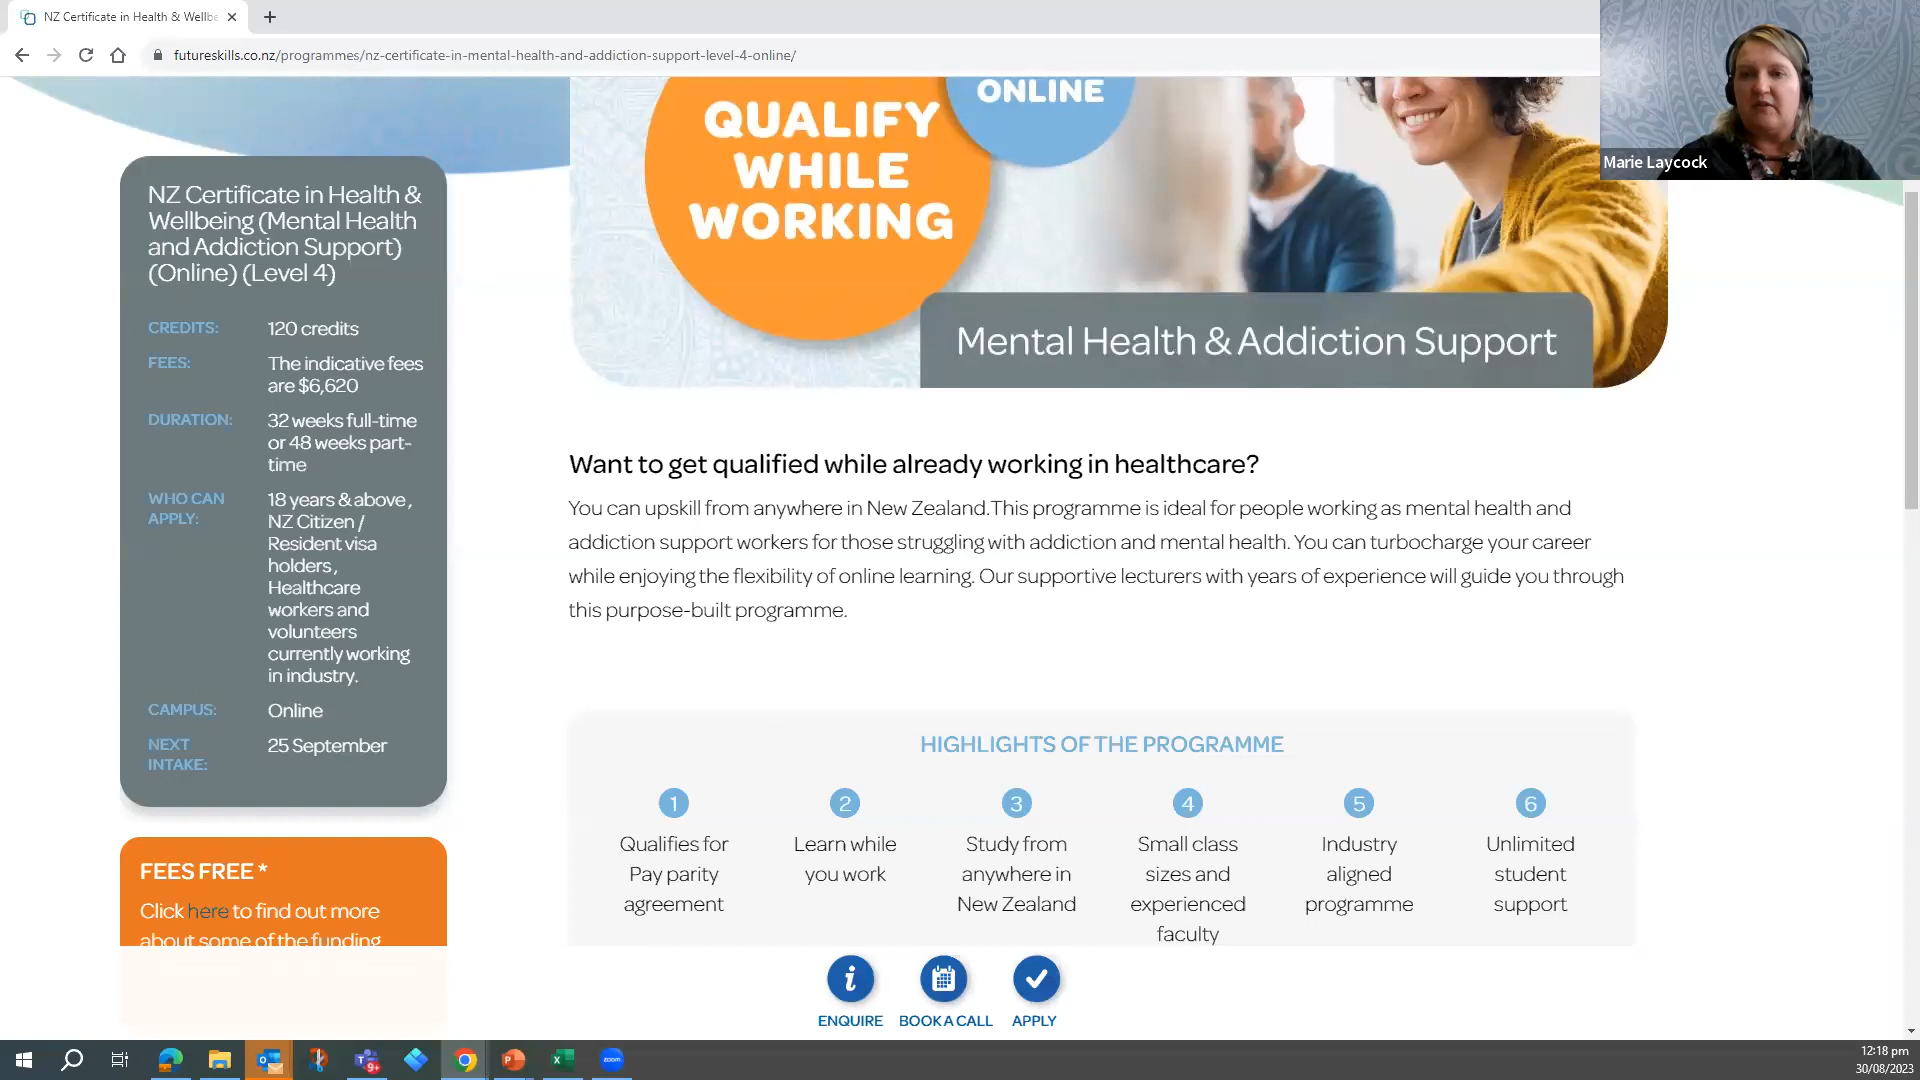 NZ Certificate in Health & Wellbe
futureskills.co.nz/programmes/nz-certificate-in-mental-health-and-addiction-support-level-4-online/
Marie Laycock
ONLINE
QUALIFY
WHILE
WORKING
Mental Health & Addiction Support
NZ Certificate in Health &
Wellbeing (Mental Health
and Addiction Support)
(Online) (Level 4)
CREDITS: 120 credits
FEES: The indicative fees
are $6,620
DURATION: 32 weeks full-time
or 48 weeks part-
time
WHO CAN 18 years & above ,
APPLY: NZ Citizen /
Resident visa
holders ,
Healthcare
workers and
volunteers
currently working
in industry.
CAMPUS: Online
NEXT 25 September
INTAKE:
FEES FREE *
Click here to find out more
about some of the funding
Want to get qualified while already working in healthcare?
You can upskill from anywhere in New Zealand.This programme is ideal for people working as mental health and
addiction support workers for those struggling with addiction and mental health. You can turbocharge your career
while enjoying the flexibility of online learning. Our supportive lecturers with years of experience will guide you through
this purpose-built programme.
HIGHLIGHTS OF THE PROGRAMME
1
Qualifies for
Pay parity
agreement
2
Learn while
you work
3
Study from
anywhere in
New Zealand
4
Small class
sizes and
experienced
faculty
5
Industry
aligned
programme
6
Unlimited
student
support
ENQUIRE
BOOK A CALL
APPLY
9+
zoom
12:18 pm
30/08/2023